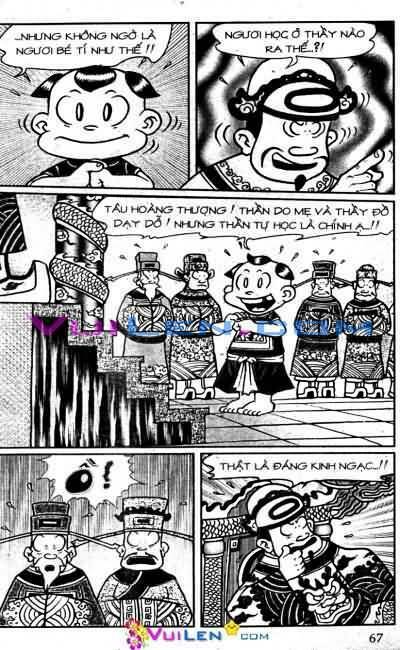 ..NHƯNG KHÔNG NGỜ LÀ
NGƯƠI BÉ TÍ NHƯ THẾ !!
NGƯƠI HỌC Ở THẦY NÀO
RA THẾ...?!
TÂU HOÀNG THƯỢNG ! THẦN DO MẸ VÀ THẦY ĐỒ
DẠY DỖ ! NHƯNG THẦN TỰ HỌC LÀ CHÍNH Ạ...!!
VUILEN.COM
Ồ !
THẬT LÀ ĐÁNG KINH NGẠC...!!
67
VUILEN.COM